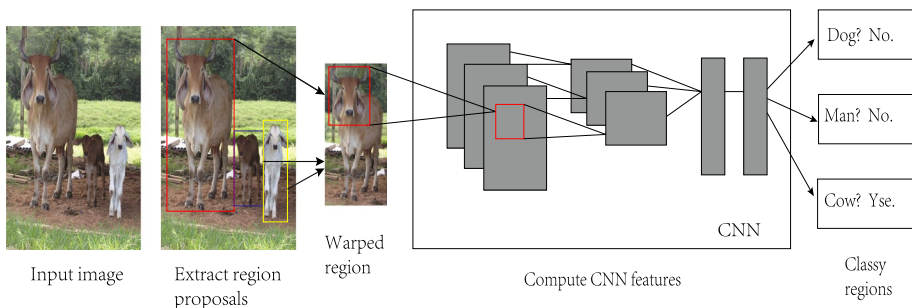 Dog? No.
Man? No.
Cow? Yse.
CNN
Input image
Extract region
proposals
Warped
region
Compute CNN features
Classy
regions